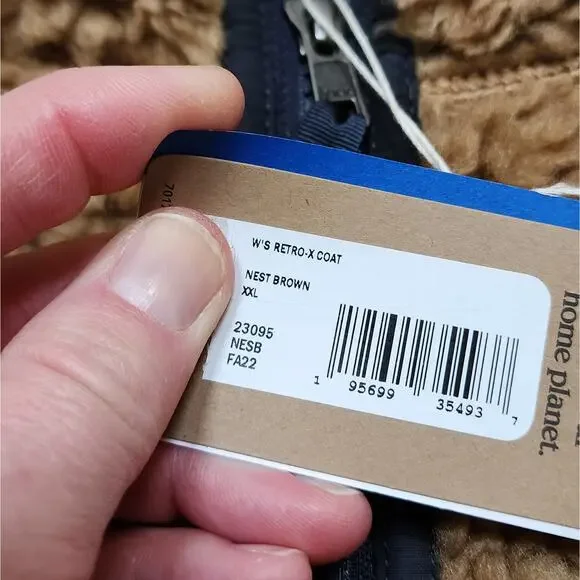 W'S RETRO-X COAT
NEST BROWN
XXL
23095
NESB
FA22
1 95699 35493 7
home planet.